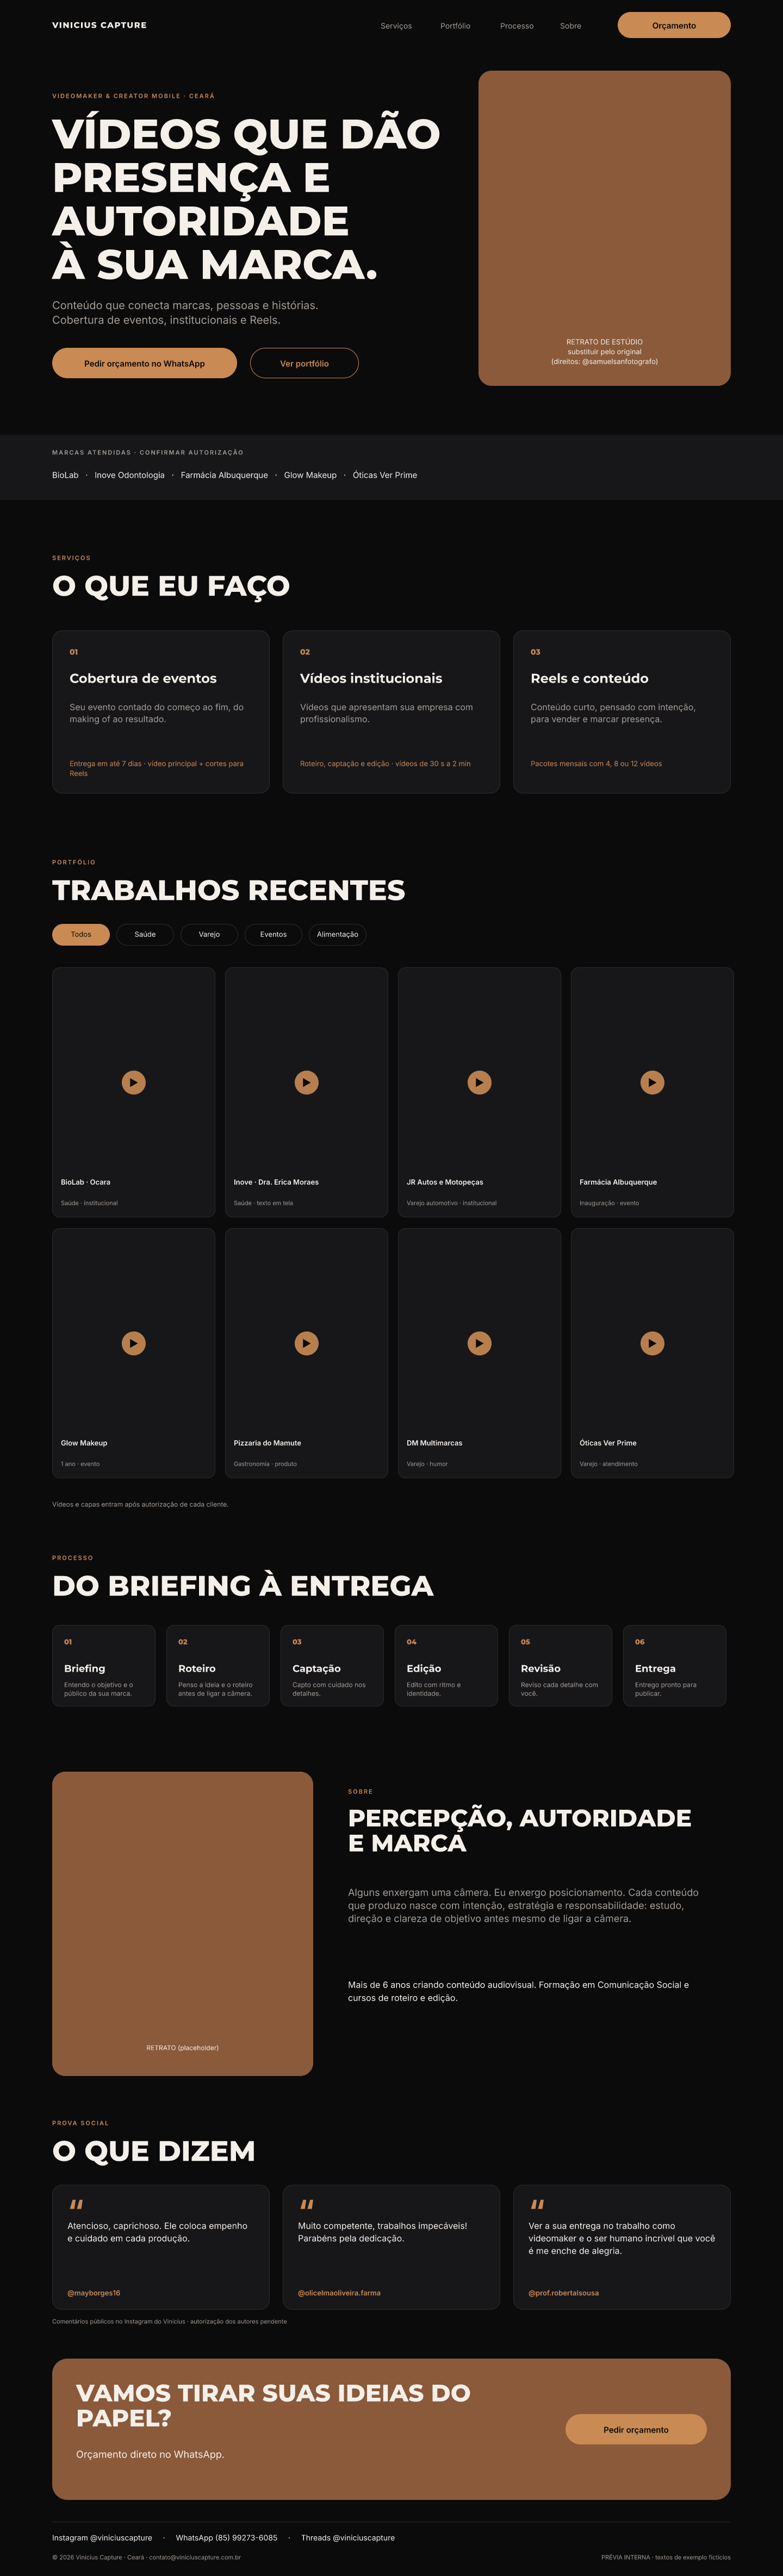 VINICIUS CAPTURE
Serviços
Portfólio
Processo
Sobre
Orçamento
VIDEOMAKER & CREATOR MOBILE · CEARÁ
VÍDEOS QUE DÃO
PRESENÇA E
AUTORIDADE
À SUA MARCA.
Conteúdo que conecta marcas, pessoas e histórias.
Cobertura de eventos, institucionais e Reels.
Pedir orçamento no WhatsApp
Ver portfólio
RETRATO DE ESTÚDIO
substituir pelo original
(direitos: @samuelsanfotografo)
MARCAS ATENDIDAS · CONFIRMAR AUTORIZAÇÃO
BioLab · Inove Odontologia · Farmácia Albuquerque · Glow Makeup · Óticas Ver Prime
SERVIÇOS
O QUE EU FAÇO
01
Cobertura de eventos
Seu evento contado do começo ao fim, do
making of ao resultado.
Entrega em até 7 dias · vídeo principal + cortes para
Reels
02
Vídeos institucionais
Vídeos que apresentam sua empresa com
profissionalismo.
Roteiro, captação e edição · vídeos de 30 s a 2 min
03
Reels e conteúdo
Conteúdo curto, pensado com intenção,
para vender e marcar presença.
Pacotes mensais com 4, 8 ou 12 vídeos
PORTFÓLIO
TRABALHOS RECENTES
Todos
Saúde
Varejo
Eventos
Alimentação
BioLab · Ocara
Saúde · institucional
Inove · Dra. Erica Moraes
Saúde · texto em tela
JR Autos e Motopeças
Varejo automotivo · institucional
Farmácia Albuquerque
Inauguração · evento
Glow Makeup
1 ano · evento
Pizzaria do Mamute
Gastronomia · produto
DM Multimarcas
Varejo · humor
Óticas Ver Prime
Varejo · atendimento
Vídeos e capas entram após autorização de cada cliente.
PROCESSO
DO BRIEFING À ENTREGA
01
Briefing
Entendo o objetivo e o
público da sua marca.
02
Roteiro
Penso a ideia e o roteiro
antes de ligar a câmera.
03
Captação
Capto com cuidado nos
detalhes.
04
Edição
Edito com ritmo e
identidade.
05
Revisão
Reviso cada detalhe com
você.
06
Entrega
Entrego pronto para
publicar.
RETRATO (placeholder)
SOBRE
PERCEPÇÃO, AUTORIDADE
E MARCA
Alguns enxergam uma câmera. Eu enxergo posicionamento. Cada conteúdo
que produzo nasce com intenção, estratégia e responsabilidade: estudo,
direção e clareza de objetivo antes mesmo de ligar a câmera.
Mais de 6 anos criando conteúdo audiovisual. Formação em Comunicação Social e
cursos de roteiro e edição.
PROVA SOCIAL
O QUE DIZEM
"
Atencioso, caprichoso. Ele coloca empenho
e cuidado em cada produção.
@mayborges16
"
Muito competente, trabalhos impecáveis!
Parabéns pela dedicação.
@olicelmaoliveira.farma
"
Ver a sua entrega no trabalho como
videomaker e o ser humano incrível que você
é me enche de alegria.
@prof.robertalsousa
Comentários públicos no Instagram do Vinicius · autorização dos autores pendente
VAMOS TIRAR SUAS IDEIAS DO
PAPEL?
Orçamento direto no WhatsApp.
Pedir orçamento
Instagram @viniciuscapture · WhatsApp (85) 99273-6085 · Threads @viniciuscapture
© 2026 Vinicius Capture · Ceará · contato@viniciuscapture.com.br
PRÉVIA INTERNA · textos de exemplo fictícios